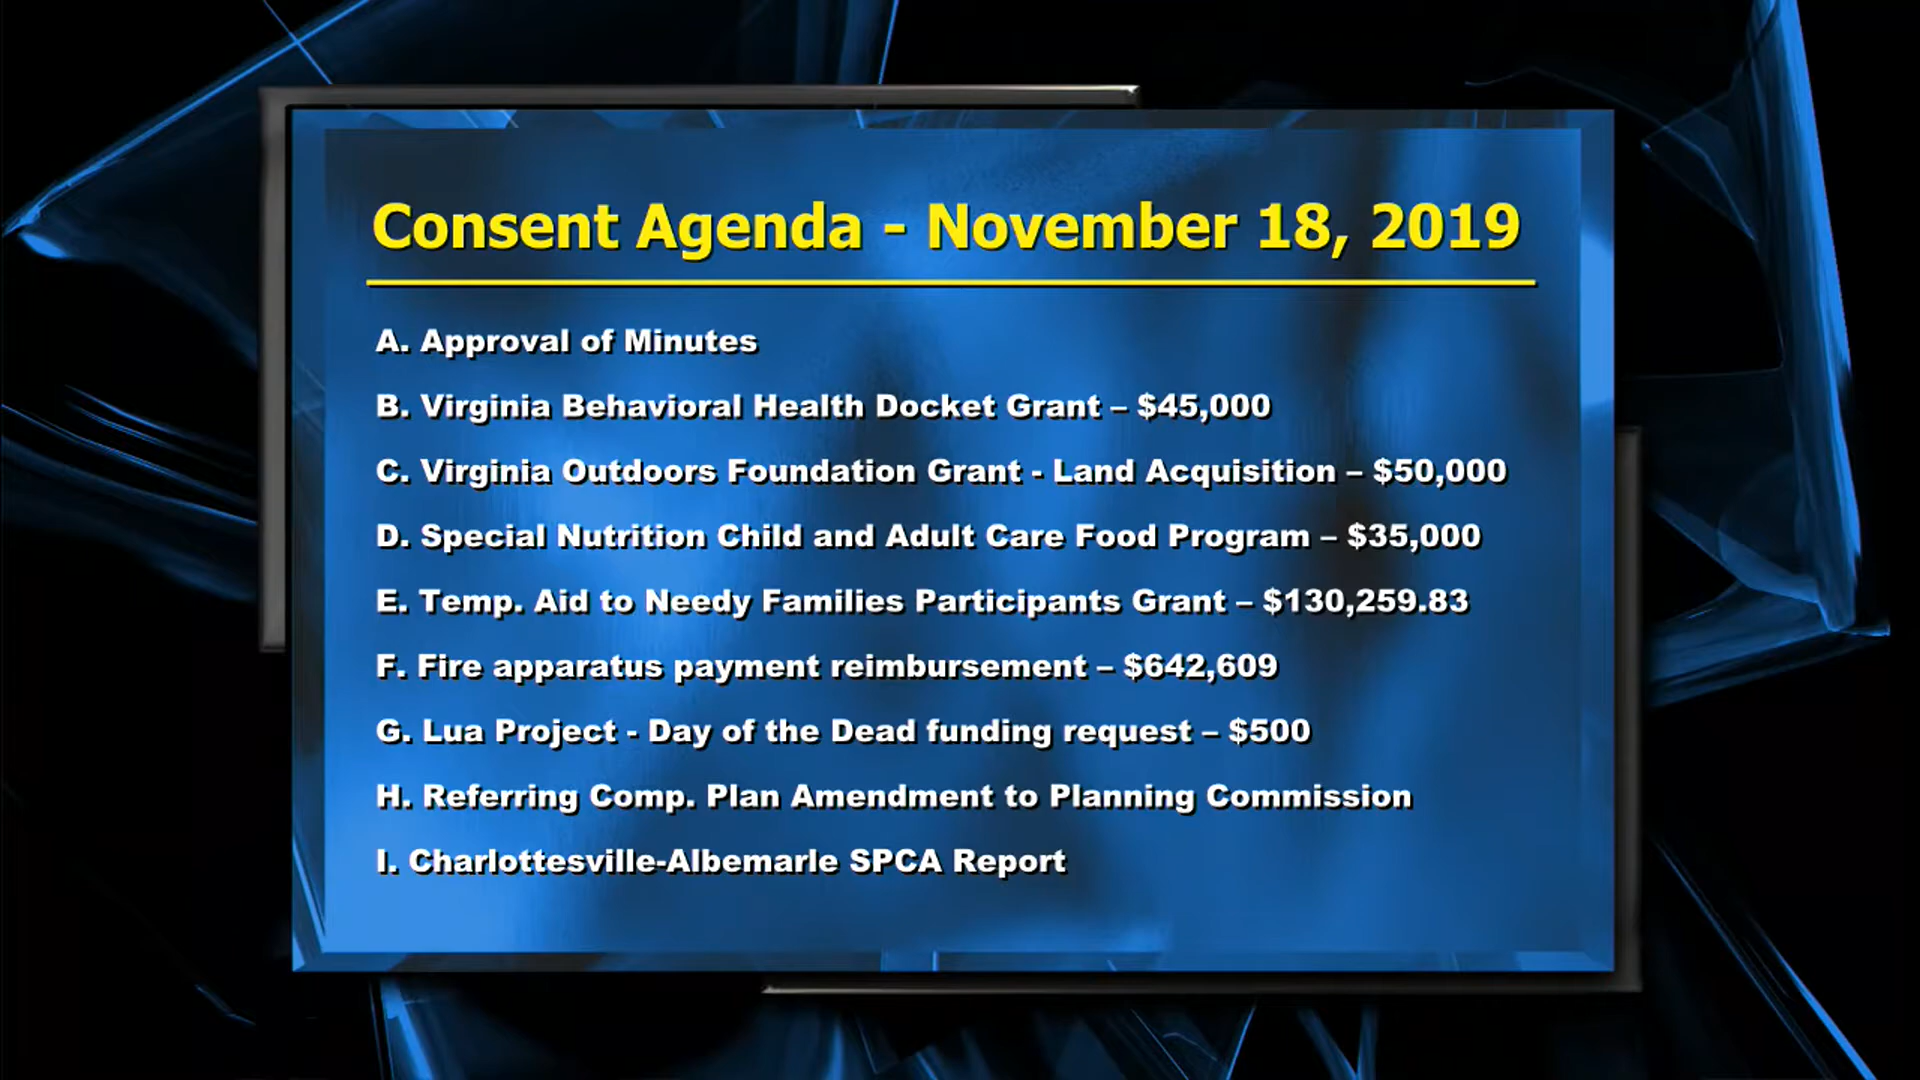 Consent Agenda - November 18, 2019
A. Approval of Minutes
B. Virginia Behavioral Health Docket Grant – $45,000
C. Virginia Outdoors Foundation Grant - Land Acquisition – $50,000
D. Special Nutrition Child and Adult Care Food Program – $35,000
E. Temp. Aid to Needy Families Participants Grant – $130,259.83
F. Fire apparatus payment reimbursement – $642,609
G. Lua Project - Day of the Dead funding request – $500
H. Referring Comp. Plan Amendment to Planning Commission
I. Charlottesville-Albemarle SPCA Report